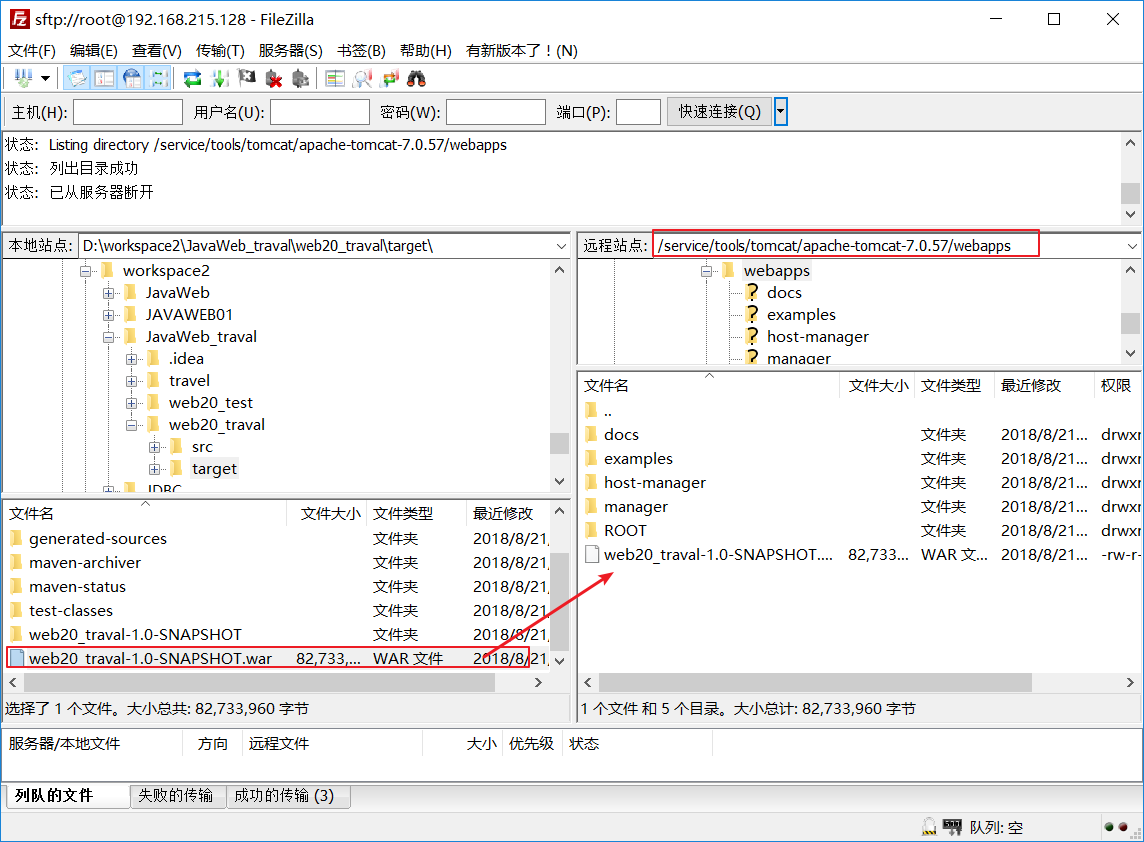 sftp://root@192.168.215.128 - FileZilla
文件(F) 编辑(E) 查看(V) 传输(T) 服务器(S) 书签(B) 帮助(H) 有新版本了！(N)
主机(H): 用户名(U): 密码(W): 端口(P): 快速连接(Q)
状态: Listing directory /service/tools/tomcat/apache-tomcat-7.0.57/webapps
状态: 列出目录成功
状态: 已从服务器断开
本地站点: D:\workspace2\JavaWeb_traval\web20_traval\target\
workspace2
JavaWeb
JAVAWEB01
JavaWeb_traval
.idea
travel
web20_test
web20_traval
src
target
JDBC
文件名 文件大小 文件类型 最近修改
generated-sources 文件夹 2018/8/21,
maven-archiver 文件夹 2018/8/21,
maven-status 文件夹 2018/8/21,
test-classes 文件夹 2018/8/21,
web20_traval-1.0-SNAPSHOT 文件夹 2018/8/21,
web20_traval-1.0-SNAPSHOT.war 82,733,... WAR 文件 2018/8/21,
选择了 1 个文件。大小总共: 82,733,960 字节
远程站点: /service/tools/tomcat/apache-tomcat-7.0.57/webapps
webapps
? docs
? examples
? host-manager
? manager
文件名 文件大小 文件类型 最近修改 权限
..
docs 文件夹 2018/8/21... drwxr
examples 文件夹 2018/8/21... drwxr
host-manager 文件夹 2018/8/21... drwxr
manager 文件夹 2018/8/21... drwxr
ROOT 文件夹 2018/8/21... drwxr
web20_traval-1.0-SNAPSHOT.... 82,733... WAR 文... 2018/8/21... -rw-r-
1 个文件 和 5 个目录。大小总计: 82,733,960 字节
服务器/本地文件 方向 远程文件 大小 优先级 状态
列队的文件 失败的传输 成功的传输 (3)
队列: 空